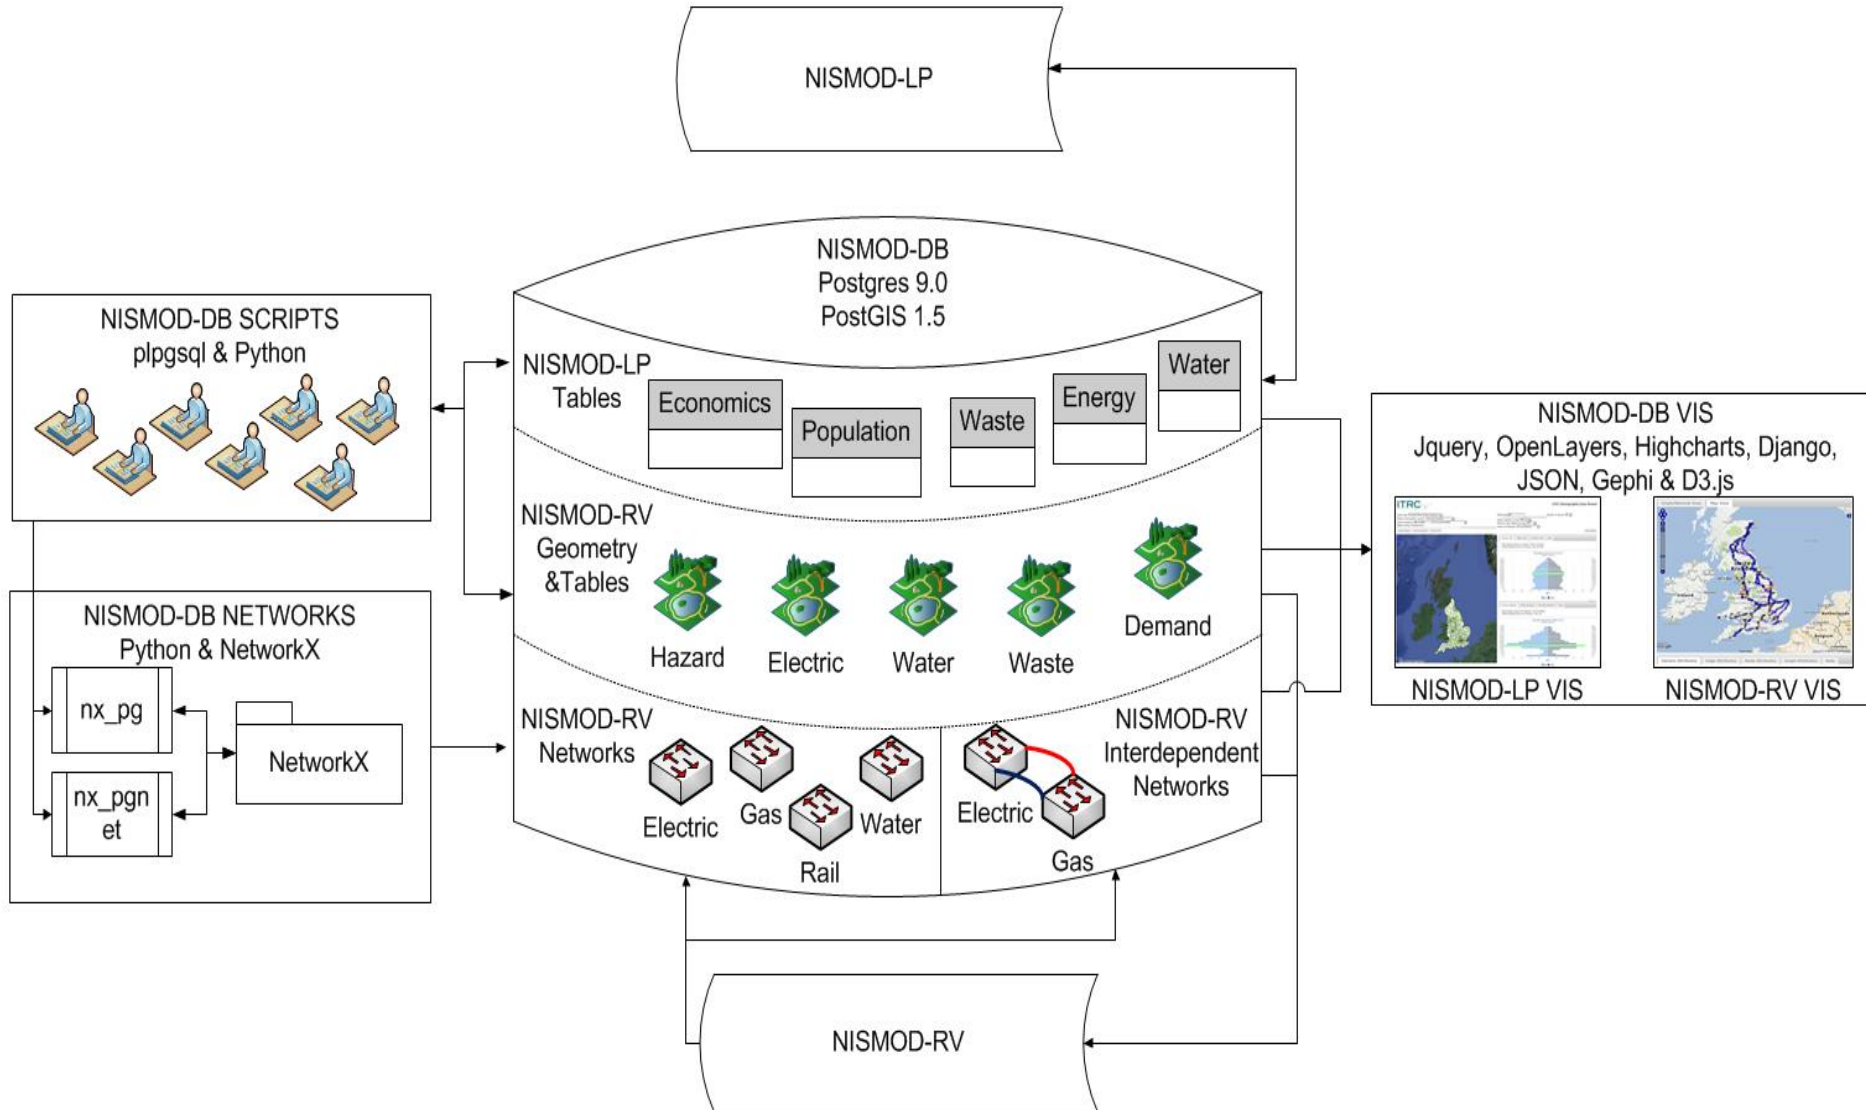 NISMOD-LP
NISMOD-DB
Postgres 9.0
PostGIS 1.5
NISMOD-DB SCRIPTS
plpgsql & Python
NISMOD-LP
Tables
Economics
Population
Waste
Energy
Water
NISMOD-DB VIS
Jquery, OpenLayers, Highcharts, Django,
JSON, Gephi & D3.js
ITRC
NISMOD-LP VIS
NISMOD-RV VIS
NISMOD-RV
Geometry
&Tables
Hazard
Electric
Water
Waste
Demand
NISMOD-DB NETWORKS
Python & NetworkX
nx_pg
nx_pgn
et
NetworkX
NISMOD-RV
Networks
Electric
Gas
Rail
Water
Electric
Gas
NISMOD-RV
Interdependent
Networks
NISMOD-RV